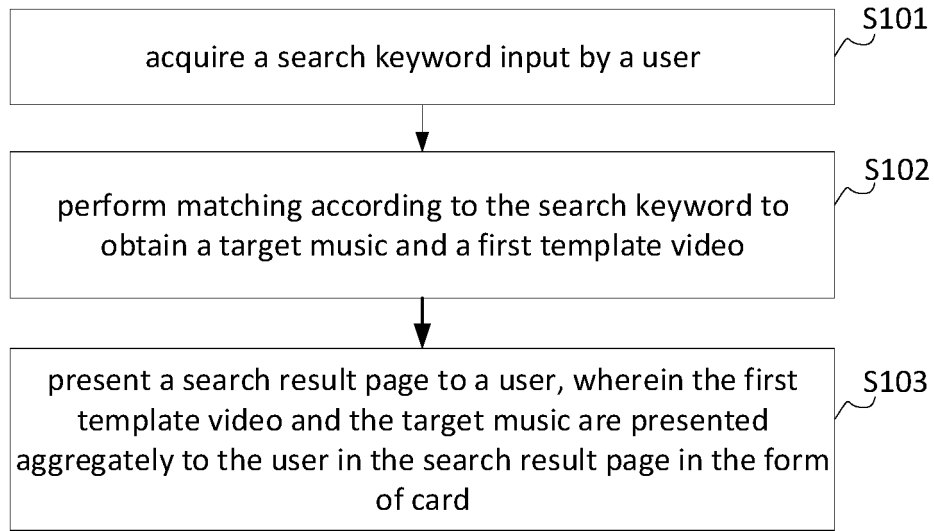 S101
acquire a search keyword input by a user
S102
perform matching according to the search keyword to
obtain a target music and a first template video
S103
present a search result page to a user, wherein the first
template video and the target music are presented
aggregately to the user in the search result page in the form
of card